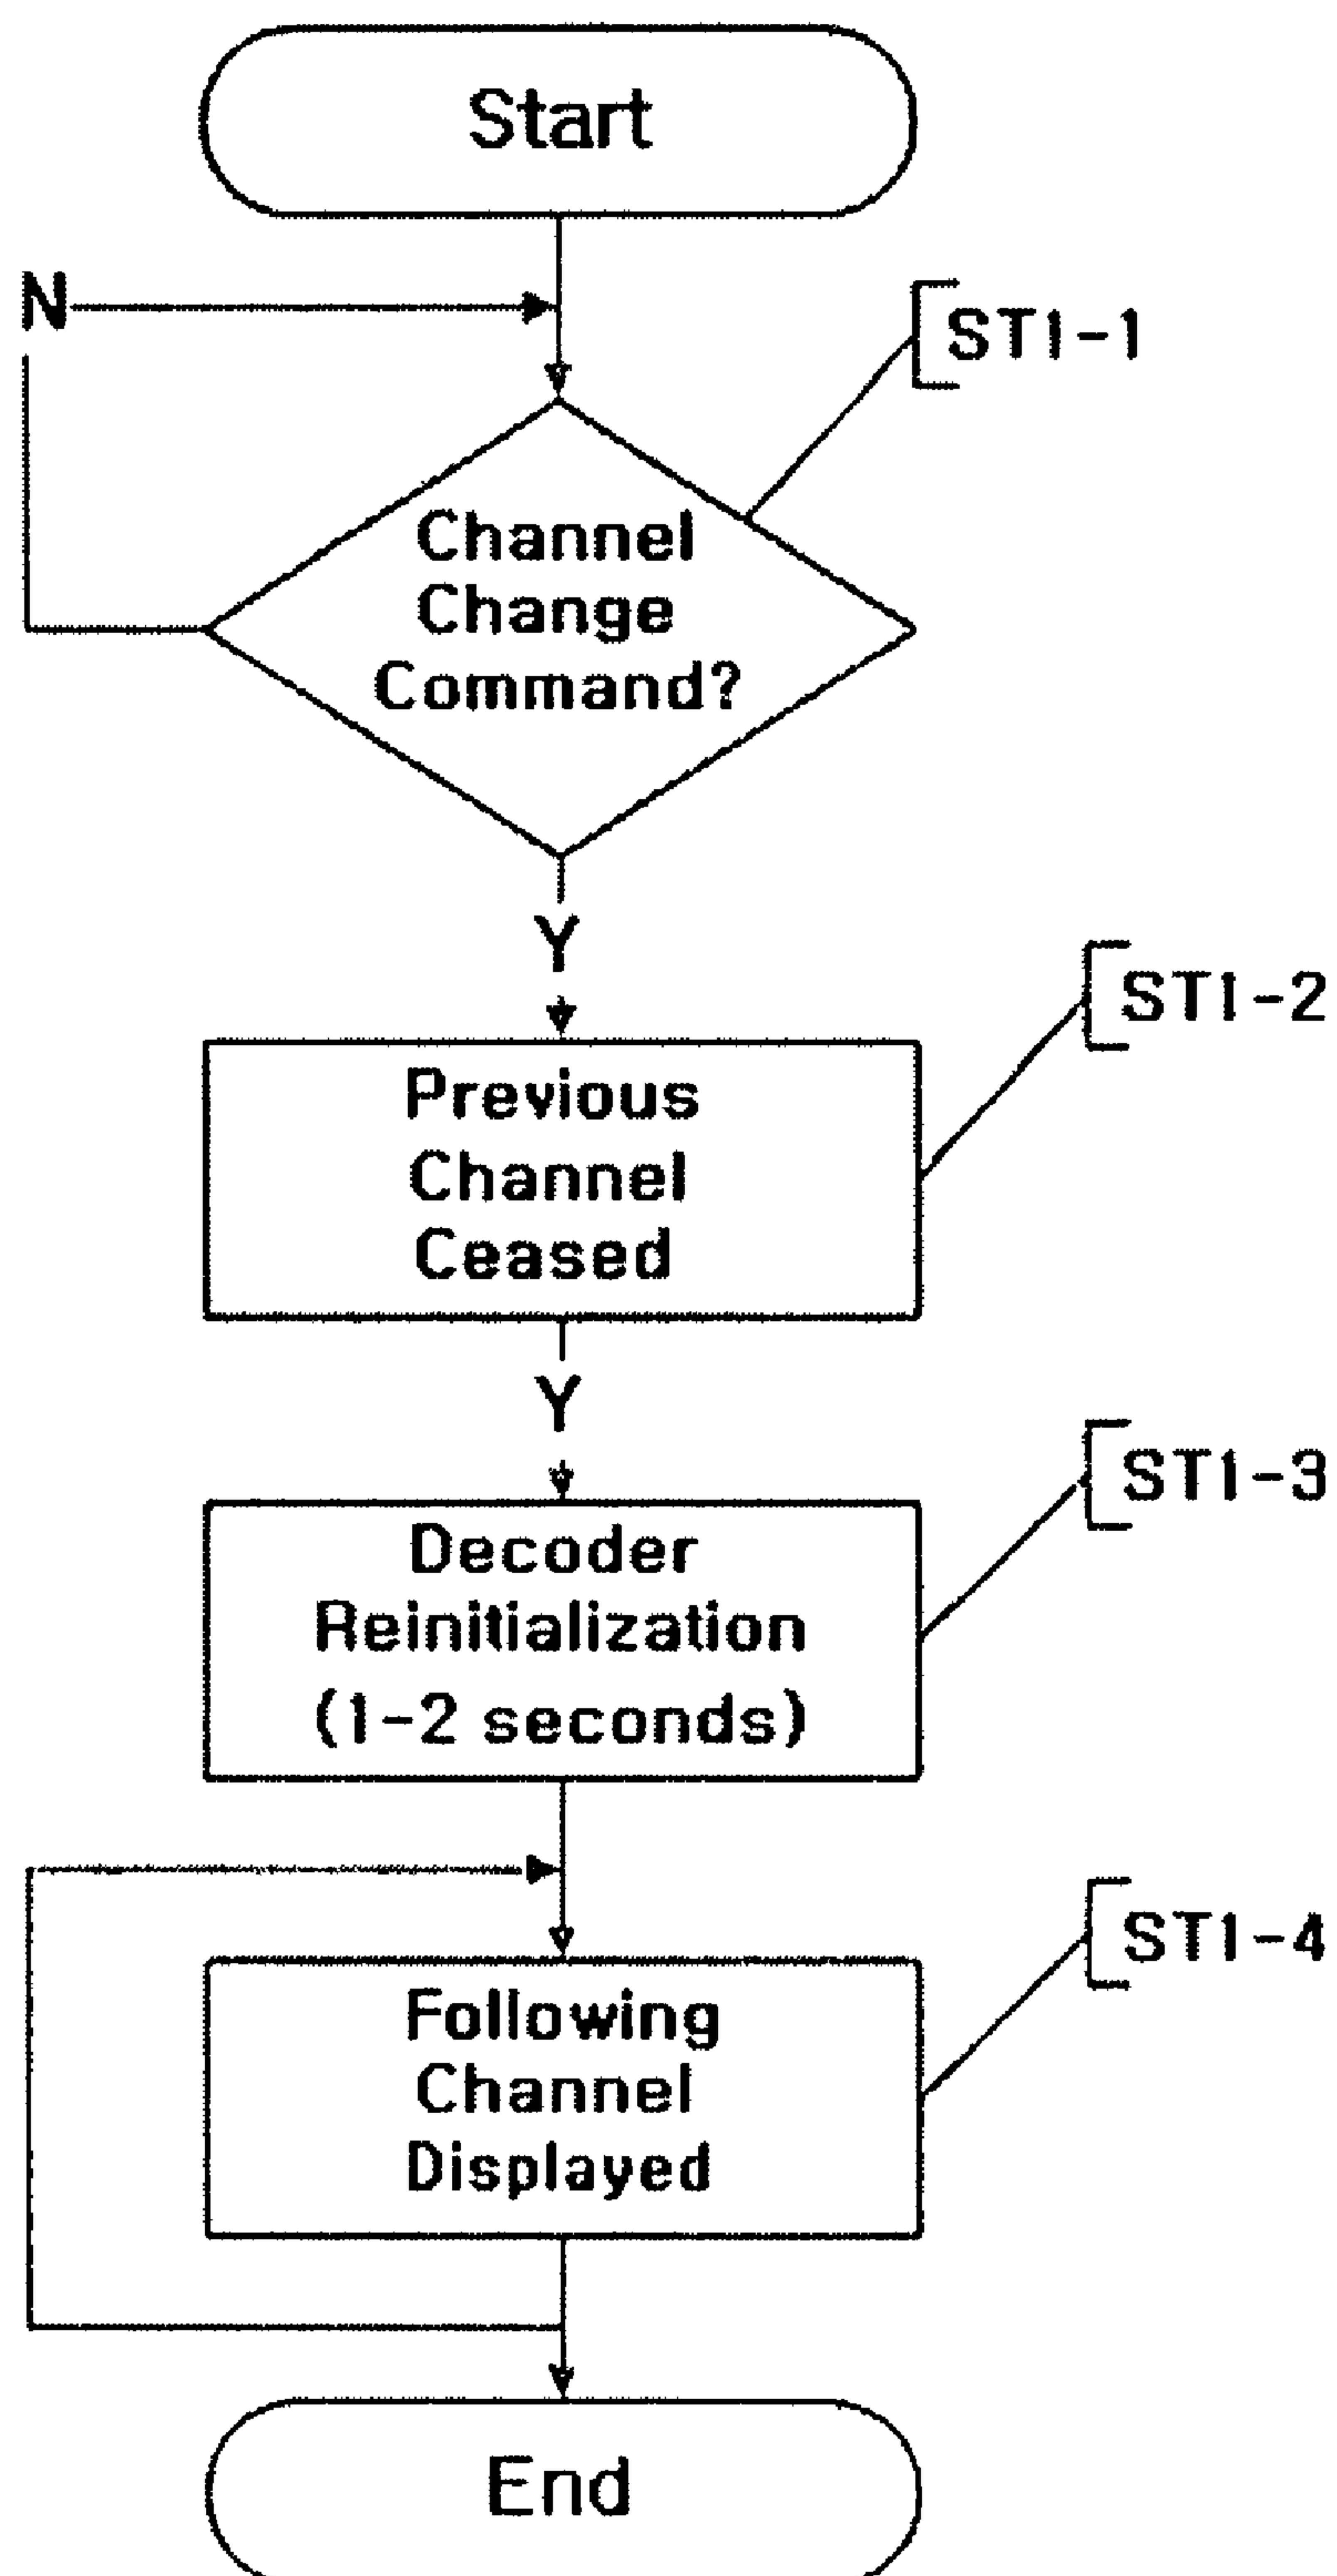 Start
N
ST1-1
Channel
Change
Command?
Y
ST1-2
Previous
Channel
Ceased
Y
ST1-3
Decoder
Reinitialization
(1-2 seconds)
ST1-4
Following
Channel
Displayed
End